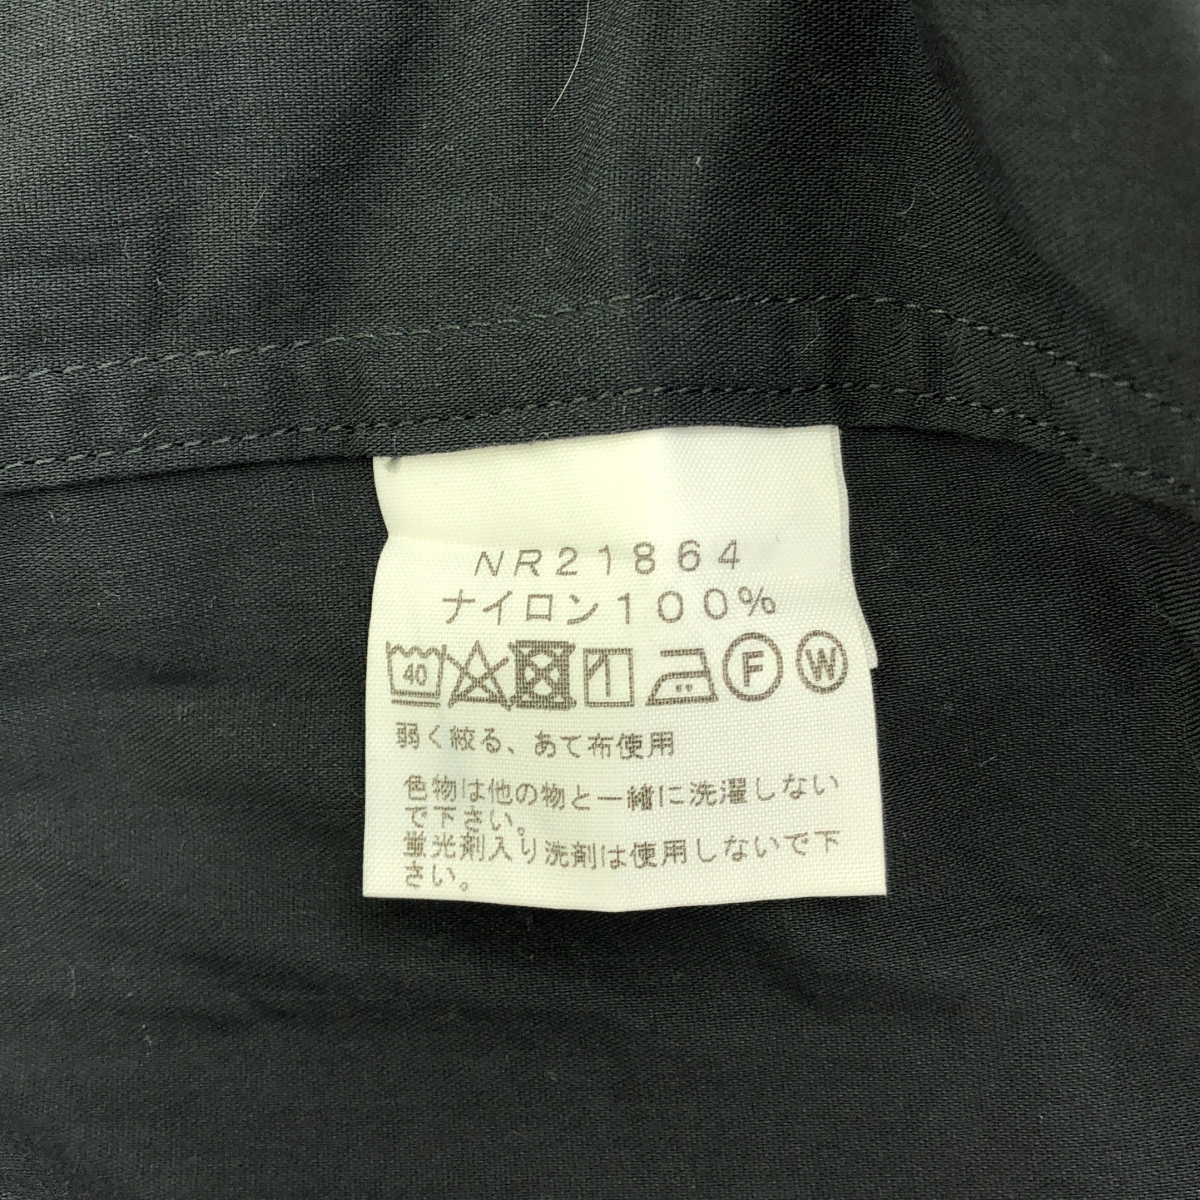 NR21864
ナイロン100%
40 F W
弱く絞る、あて布使用
色物は他の物と一緒に洗濯しない
で下さい。
蛍光剤入り洗剤は使用しないで下
さい。